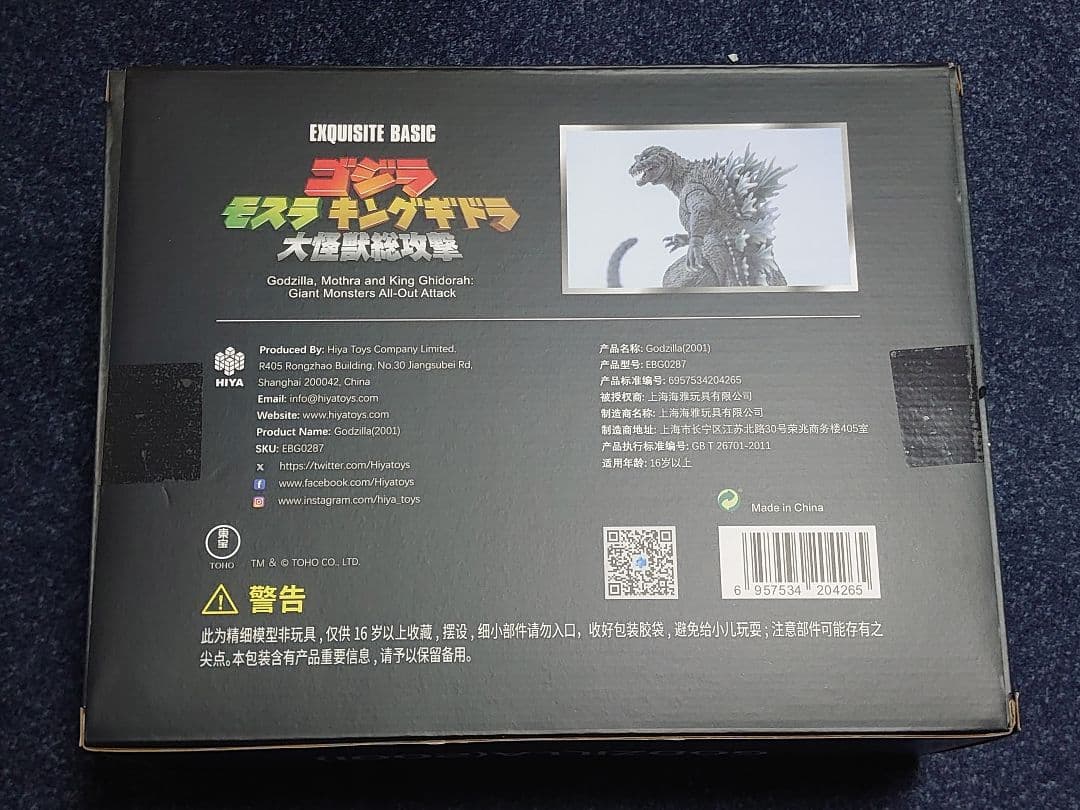 EXQUISITE BASIC
ゴジラ
モスラ キングギドラ
大怪獣総攻撃
Godzilla, Mothra and King Ghidorah:
Giant Monsters All-Out Attack
HIYA
Produced By: Hiya Toys Company Limited.
R405 Rongzhao Building, No.30 Jiangsubei Rd,
Shanghai 200042, China
Email: info@hiyatoys.com
Website: www.hiyatoys.com
Product Name: Godzilla(2001)
SKU: EBG0287
X https://twitter.com/Hiyatoys
f www.facebook.com/Hiyatoys
www.instagram.com/hiya_toys
产品名称: Godzilla(2001)
产品型号: EBG0287
产品标准编号: 6957534204265
被授权商: 上海海雅玩具有限公司
制造商名称: 上海海雅玩具有限公司
制造商地址: 上海市长宁区江苏北路30号荣兆商务楼405室
产品执行标准编号: GB T 26701-2011
适用年龄: 16岁以上
Made in China
東宝
TOHO
TM & © TOHO CO., LTD.
6 957534 204265
警告
此为精细模型非玩具,仅供 16 岁以上收藏,摆设,细小部件请勿入口,收好包装胶袋,避免给小儿玩耍;注意部件可能存有之
尖点。本包装含有产品重要信息,请予以保留备用。
GODZILLA(2001)